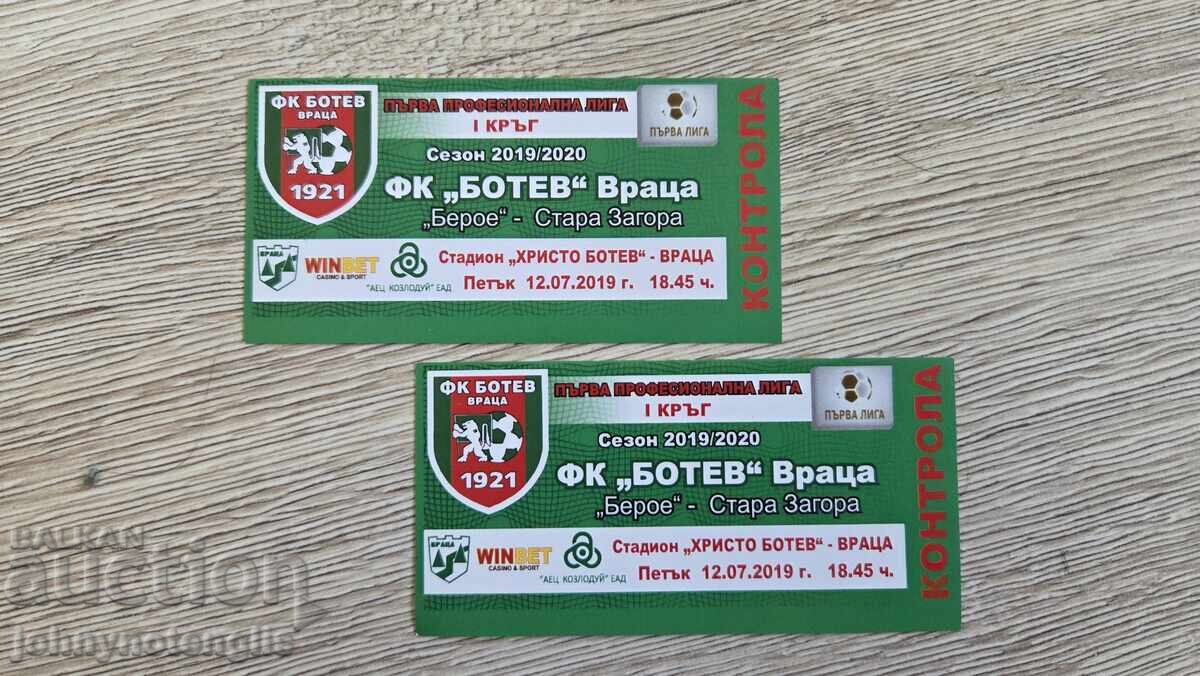 ФК БОТЕВ
ВРАЦА
1921
ПЪРВА ПРОФЕСИОНАЛНА ЛИГА
I КРЪГ
ПЪРВА ЛИГА
Сезон 2019/2020
ФК „БОТЕВ“ Враца
„Берое“ - Стара Загора
ВРАЦА
WINBET
CASINO & SPORT
"АЕЦ КОЗЛОДУЙ" ЕАД
Стадион „ХРИСТО БОТЕВ“ - ВРАЦА
Петък 12.07.2019 г. 18.45 ч.
КОНТРОЛА
ФК БОТЕВ
ВРАЦА
1921
ПЪРВА ПРОФЕСИОНАЛНА ЛИГА
I КРЪГ
ПЪРВА ЛИГА
Сезон 2019/2020
ФК „БОТЕВ“ Враца
„Берое“ - Стара Загора
ВРАЦА
WINBET
CASINO & SPORT
"АЕЦ КОЗЛОДУЙ" ЕАД
Стадион „ХРИСТО БОТЕВ“ - ВРАЦА
Петък 12.07.2019 г. 18.45 ч.
КОНТРОЛА
BALKAN
auction
johnynotenglis